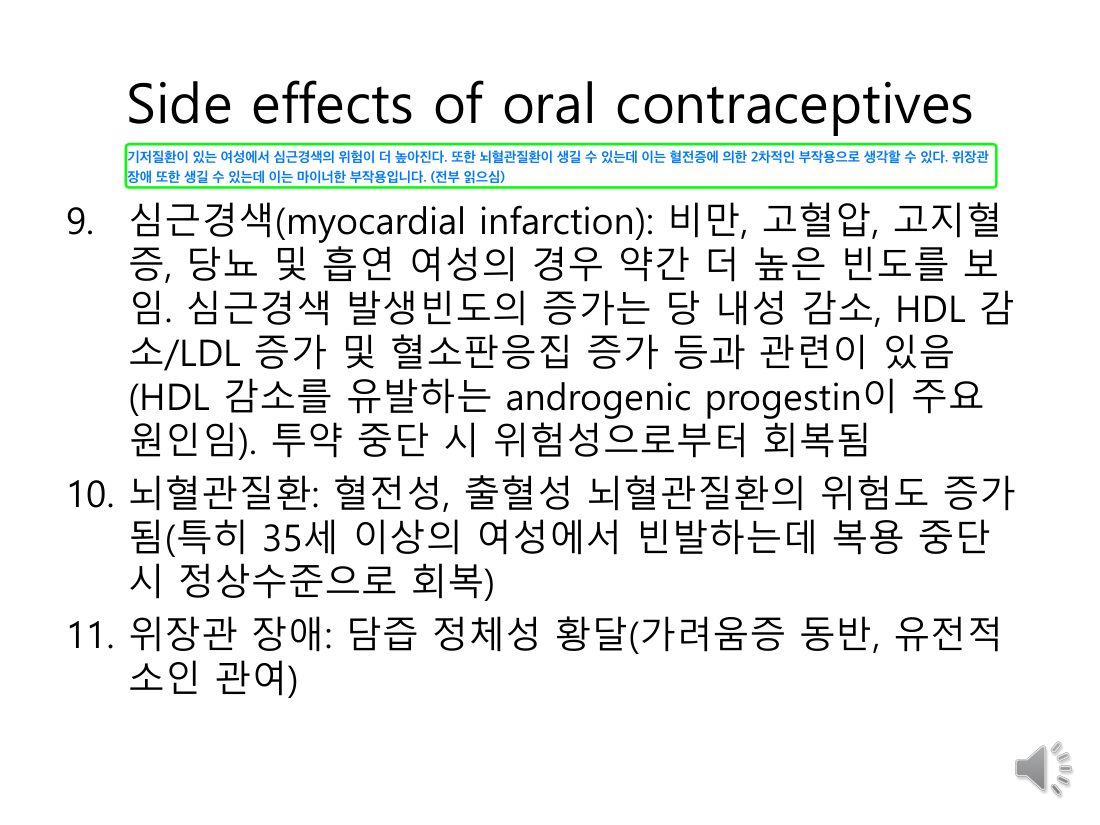 Side effects of oral contraceptives
기저질환이 있는 여성에서 심근경색의 위험이 더 높아진다. 또한 뇌혈관질환이 생길 수 있는데 이는 혈전증에 의한 2차적인 부작용으로 생각할 수 있다. 위장관
장애 또한 생길 수 있는데 이는 마이너한 부작용입니다. (전부 읽으심)
9. 심근경색(myocardial infarction): 비만, 고혈압, 고지혈
증, 당뇨 및 흡연 여성의 경우 약간 더 높은 빈도를 보
임. 심근경색 발생빈도의 증가는 당 내성 감소, HDL 감
소/LDL 증가 및 혈소판응집 증가 등과 관련이 있음
(HDL 감소를 유발하는 androgenic progestin이 주요
원인임). 투약 중단 시 위험성으로부터 회복됨
10. 뇌혈관질환: 혈전성, 출혈성 뇌혈관질환의 위험도 증가
됨(특히 35세 이상의 여성에서 빈발하는데 복용 중단
시 정상수준으로 회복)
11. 위장관 장애: 담즙 정체성 황달(가려움증 동반, 유전적
소인 관여)